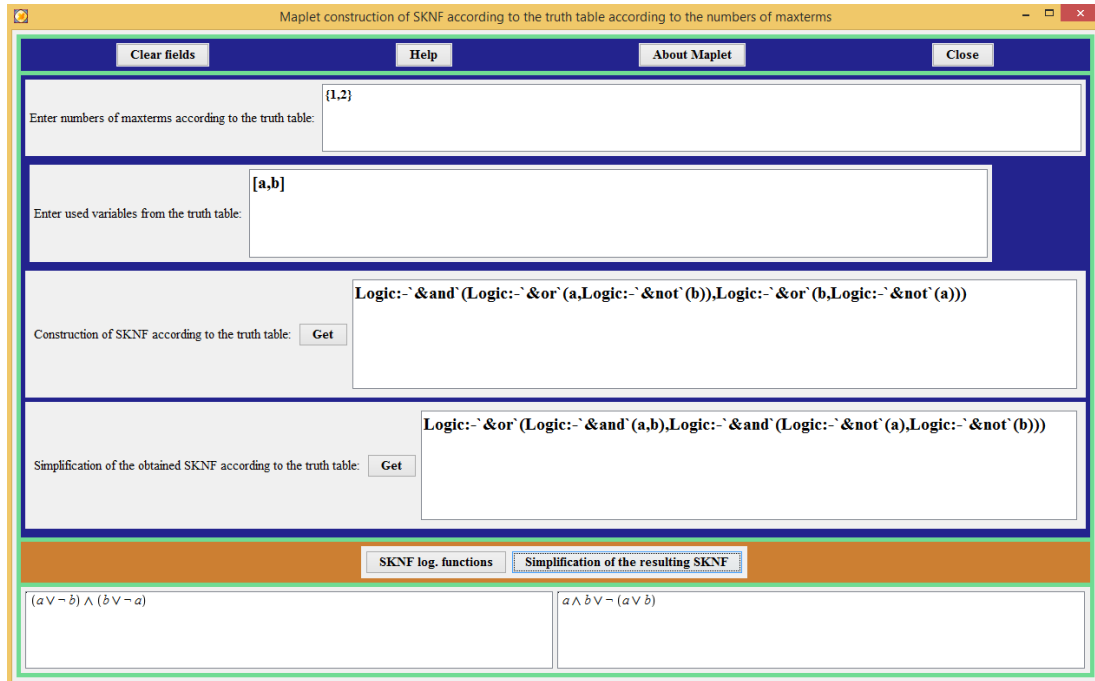 Maplet construction of SKNF according to the truth table according to the numbers of maxterms
Clear fields Help About Maplet Close
Enter numbers of maxterms according to the truth table:
{1,2}
Enter used variables from the truth table:
[a,b]
Construction of SKNF according to the truth table: Get
Logic:-`&and`(Logic:-`&or`(a,Logic:-`&not`(b)),Logic:-`&or`(b,Logic:-`&not`(a)))
Simplification of the obtained SKNF according to the truth table: Get
Logic:-`&or`(Logic:-`&and`(a,b),Logic:-`&and`(Logic:-`&not`(a),Logic:-`&not`(b)))
SKNF log. functions Simplification of the resulting SKNF
(a ∨ ¬ b) ∧ (b ∨ ¬ a)
a ∧ b ∨ ¬ (a ∨ b)